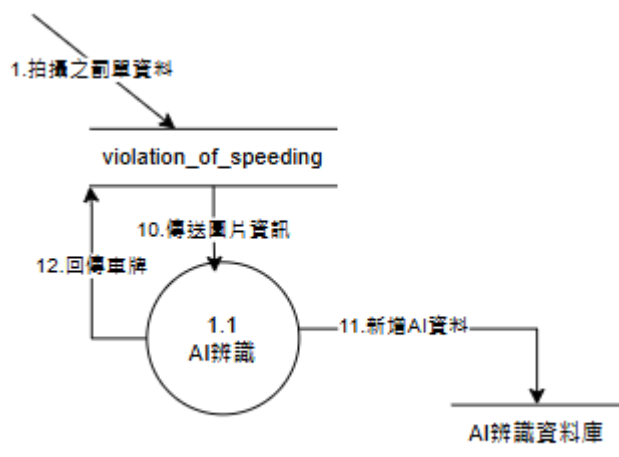 1.拍攝之罰單資料
violation_of_speeding
10.傳送圖片資訊
12.回傳車牌
1.1
AI辨識
11.新增AI資料
AI辨識資料庫